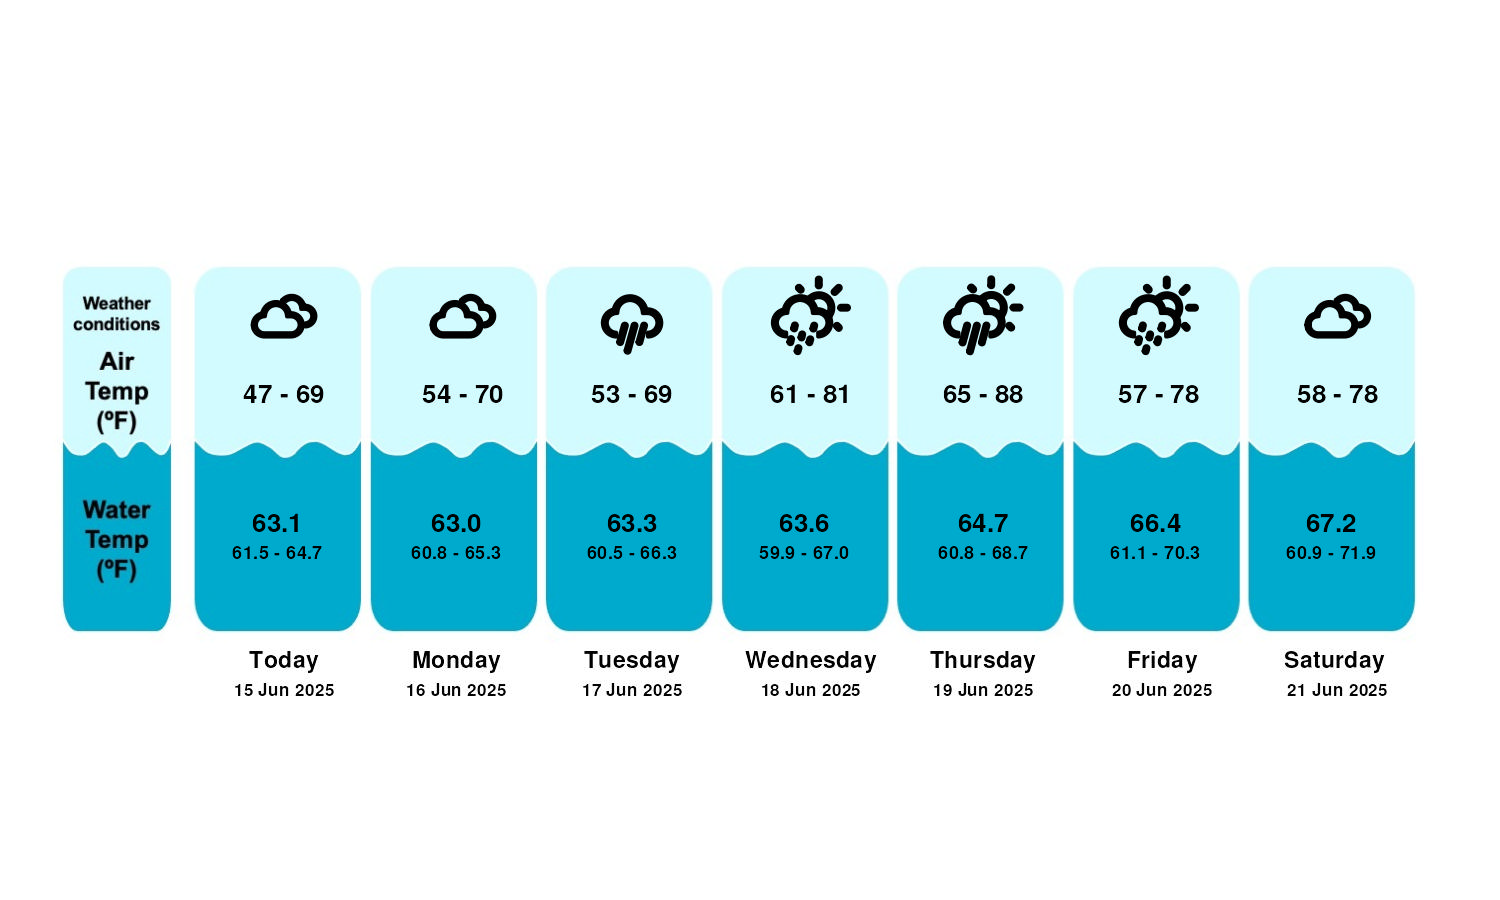 Weather
conditions
Air
Temp
(ºF)
Water
Temp
(ºF)
47 - 69
63.1
61.5 - 64.7
Today
15 Jun 2025
54 - 70
63.0
60.8 - 65.3
Monday
16 Jun 2025
53 - 69
63.3
60.5 - 66.3
Tuesday
17 Jun 2025
61 - 81
63.6
59.9 - 67.0
Wednesday
18 Jun 2025
65 - 88
64.7
60.8 - 68.7
Thursday
19 Jun 2025
57 - 78
66.4
61.1 - 70.3
Friday
20 Jun 2025
58 - 78
67.2
60.9 - 71.9
Saturday
21 Jun 2025